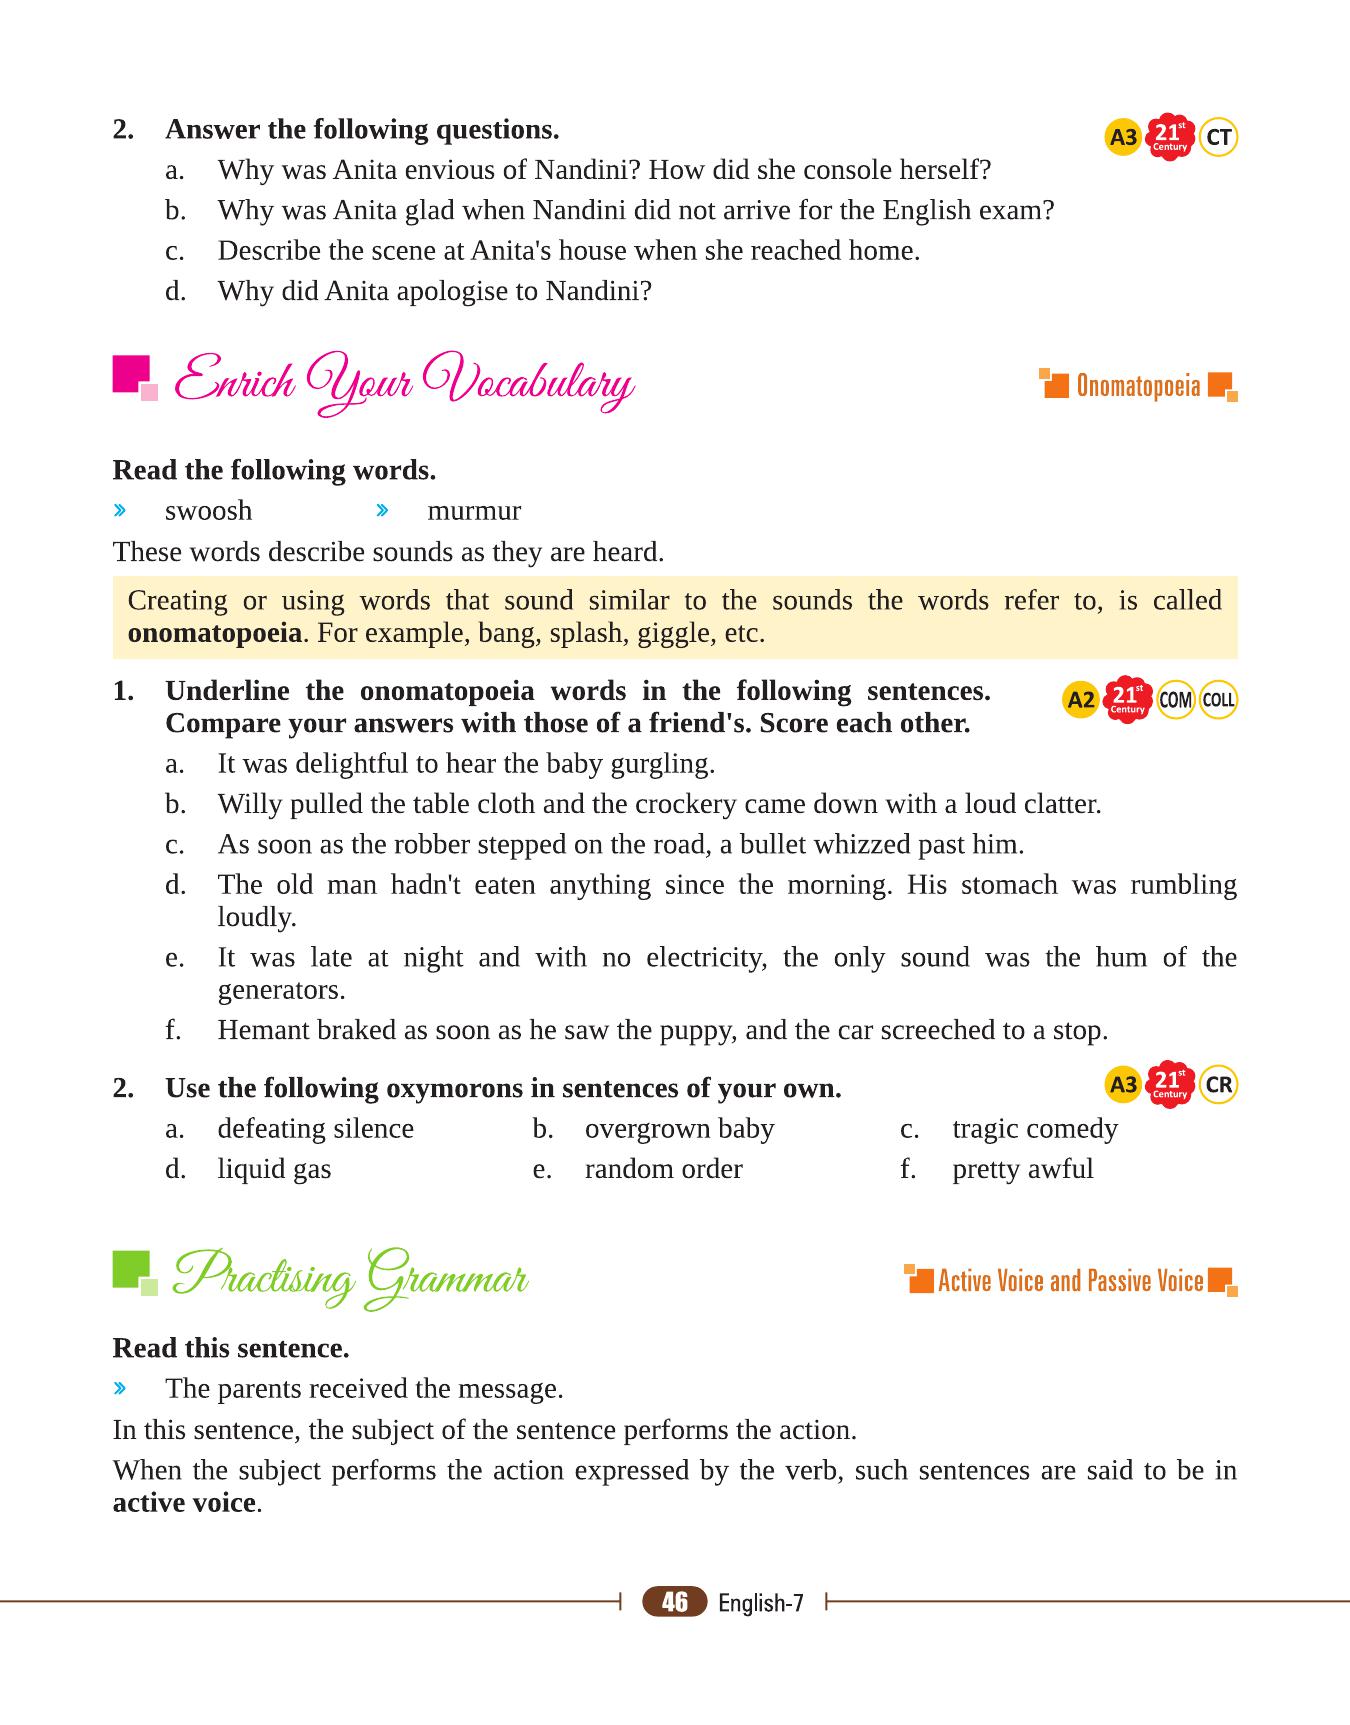 2. Answer the following questions.
A3 21st Century CT
a. Why was Anita envious of Nandini? How did she console herself?
b. Why was Anita glad when Nandini did not arrive for the English exam?
c. Describe the scene at Anita's house when she reached home.
d. Why did Anita apologise to Nandini?
Enrich Your Vocabulary
Onomatopoeia
Read the following words.
» swoosh » murmur
These words describe sounds as they are heard.
Creating or using words that sound similar to the sounds the words refer to, is called
onomatopoeia. For example, bang, splash, giggle, etc.
1. Underline the onomatopoeia words in the following sentences.
Compare your answers with those of a friend's. Score each other.
A2 21st Century COM COLL
a. It was delightful to hear the baby gurgling.
b. Willy pulled the table cloth and the crockery came down with a loud clatter.
c. As soon as the robber stepped on the road, a bullet whizzed past him.
d. The old man hadn't eaten anything since the morning. His stomach was rumbling
loudly.
e. It was late at night and with no electricity, the only sound was the hum of the
generators.
f. Hemant braked as soon as he saw the puppy, and the car screeched to a stop.
2. Use the following oxymorons in sentences of your own.
A3 21st Century CR
a. defeating silence b. overgrown baby c. tragic comedy
d. liquid gas e. random order f. pretty awful
Practising Grammar
Active Voice and Passive Voice
Read this sentence.
» The parents received the message.
In this sentence, the subject of the sentence performs the action.
When the subject performs the action expressed by the verb, such sentences are said to be in
active voice.
46 English-7